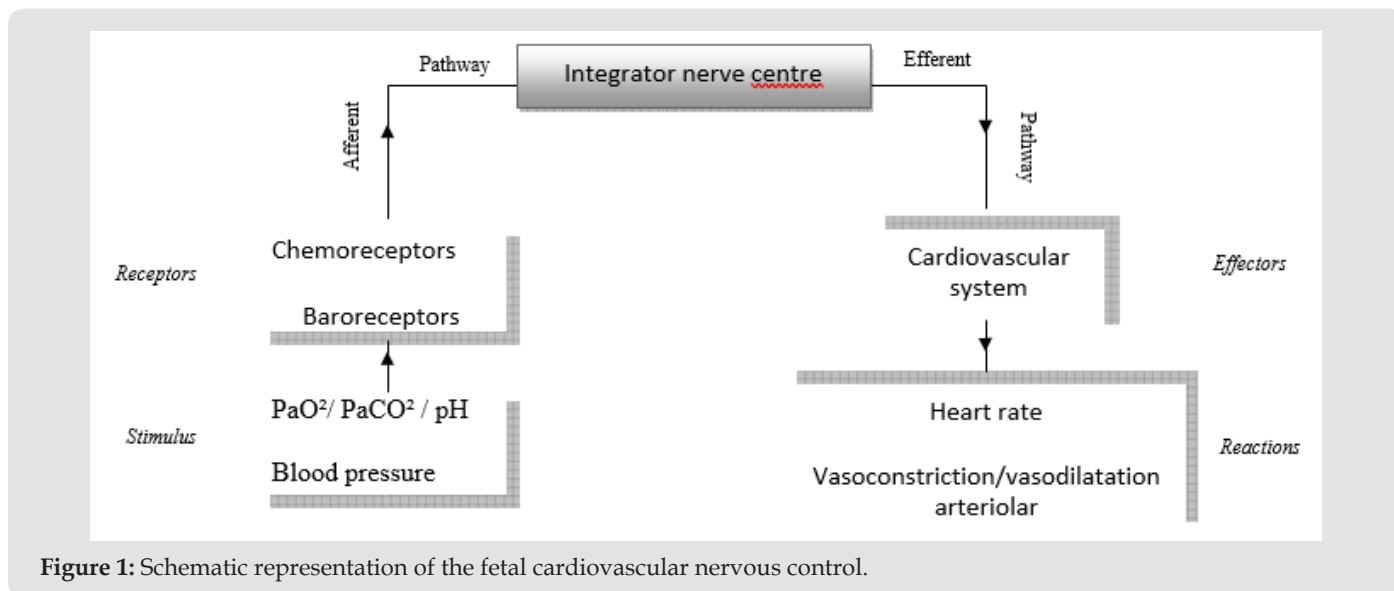 Pathway
Integrator nerve centre
Efferent
Afferent
Pathway
Chemoreceptors
Receptors
Baroreceptors
Cardiovascular
system
Effectors
PaO²/ PaCO² / pH
Stimulus
Blood pressure
Heart rate
Reactions
Vasoconstriction/vasodilatation
arteriolar
Figure 1: Schematic representation of the fetal cardiovascular nervous control.